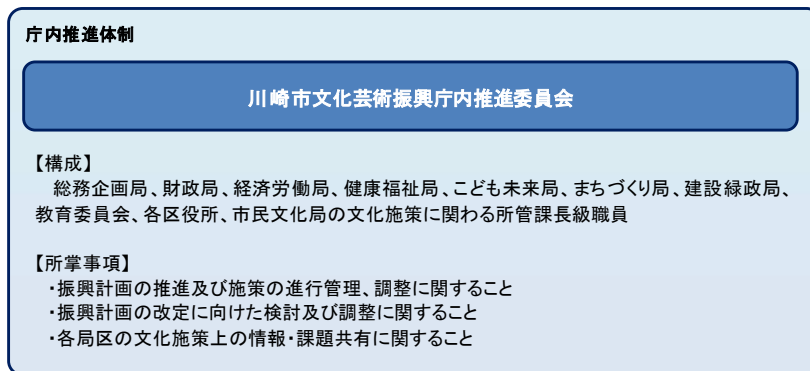 庁内推進体制
川崎市文化芸術振興庁内推進委員会
【構成】
総務企画局、財政局、経済労働局、健康福祉局、こども未来局、まちづくり局、建設緑政局、
教育委員会、各区役所、市民文化局の文化施策に関わる所管課長級職員
【所掌事項】
・振興計画の推進及び施策の進行管理、調整に関すること
・振興計画の改定に向けた検討及び調整に関すること
・各局区の文化施策上の情報・課題共有に関すること